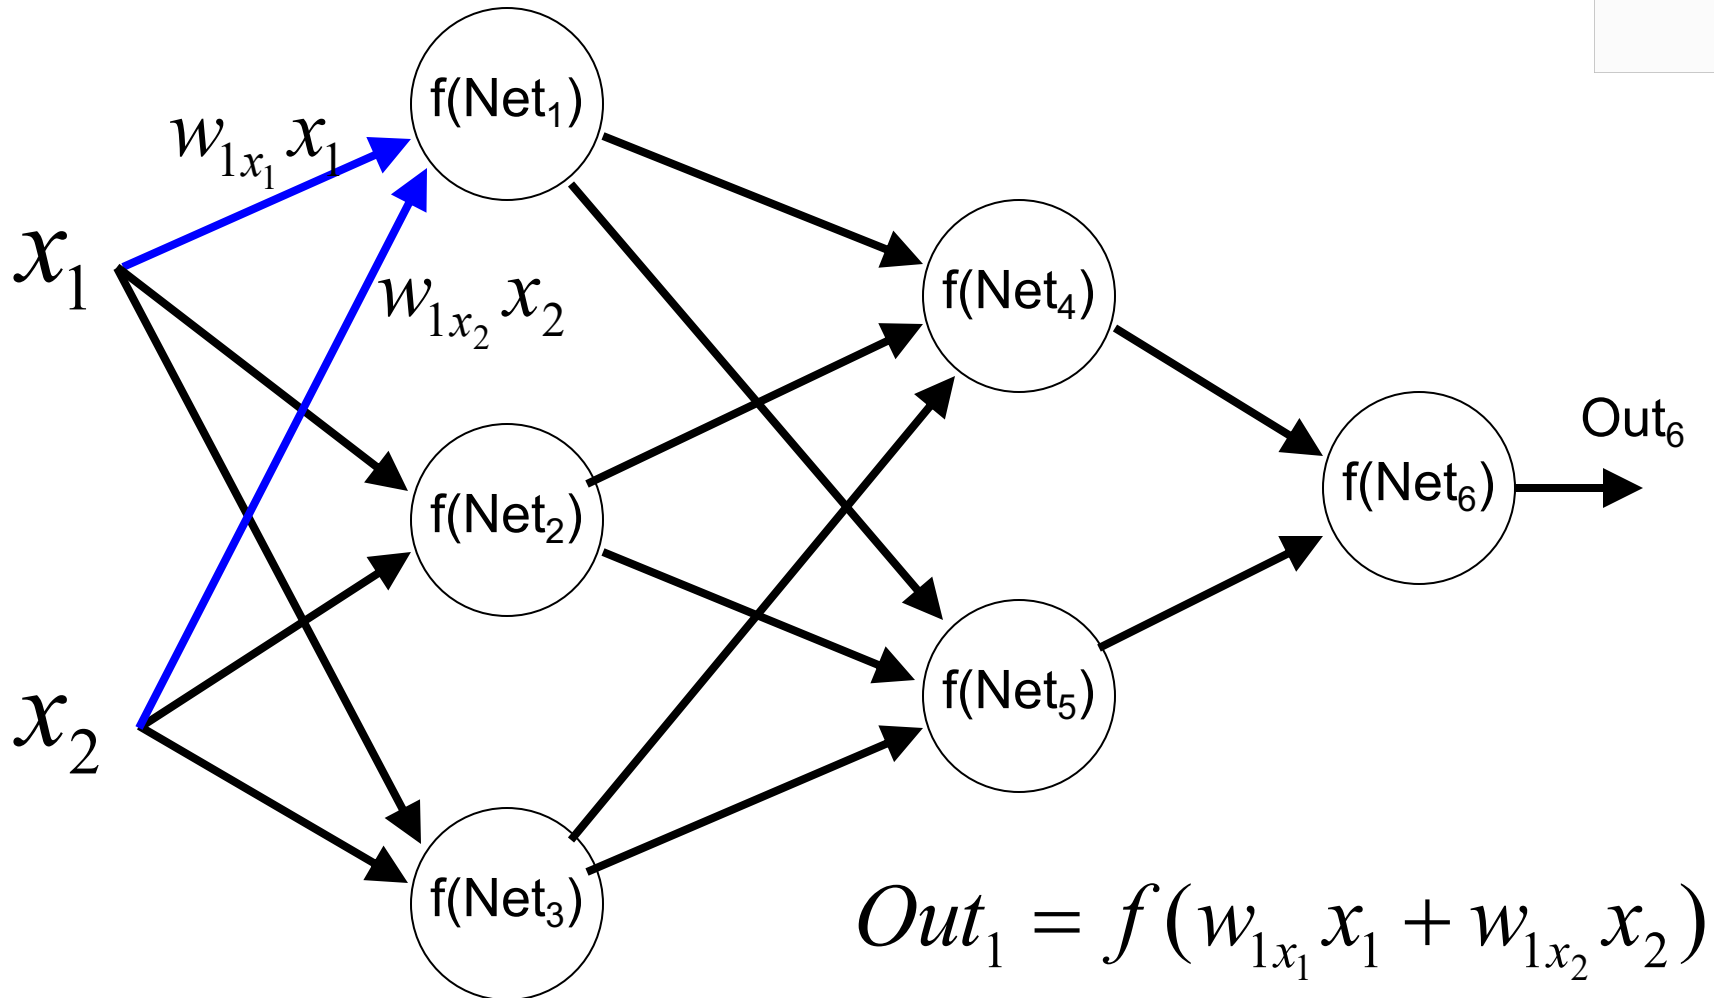 f(Net₁)
w₁ₓ₁ x₁
x₁
w₁ₓ₂ x₂
f(Net₄)
Out₆
f(Net₂)
f(Net₆)
x₂
f(Net₅)
f(Net₃)
Out₁ = f(w₁ₓ₁ x₁ + w₁ₓ₂ x₂)